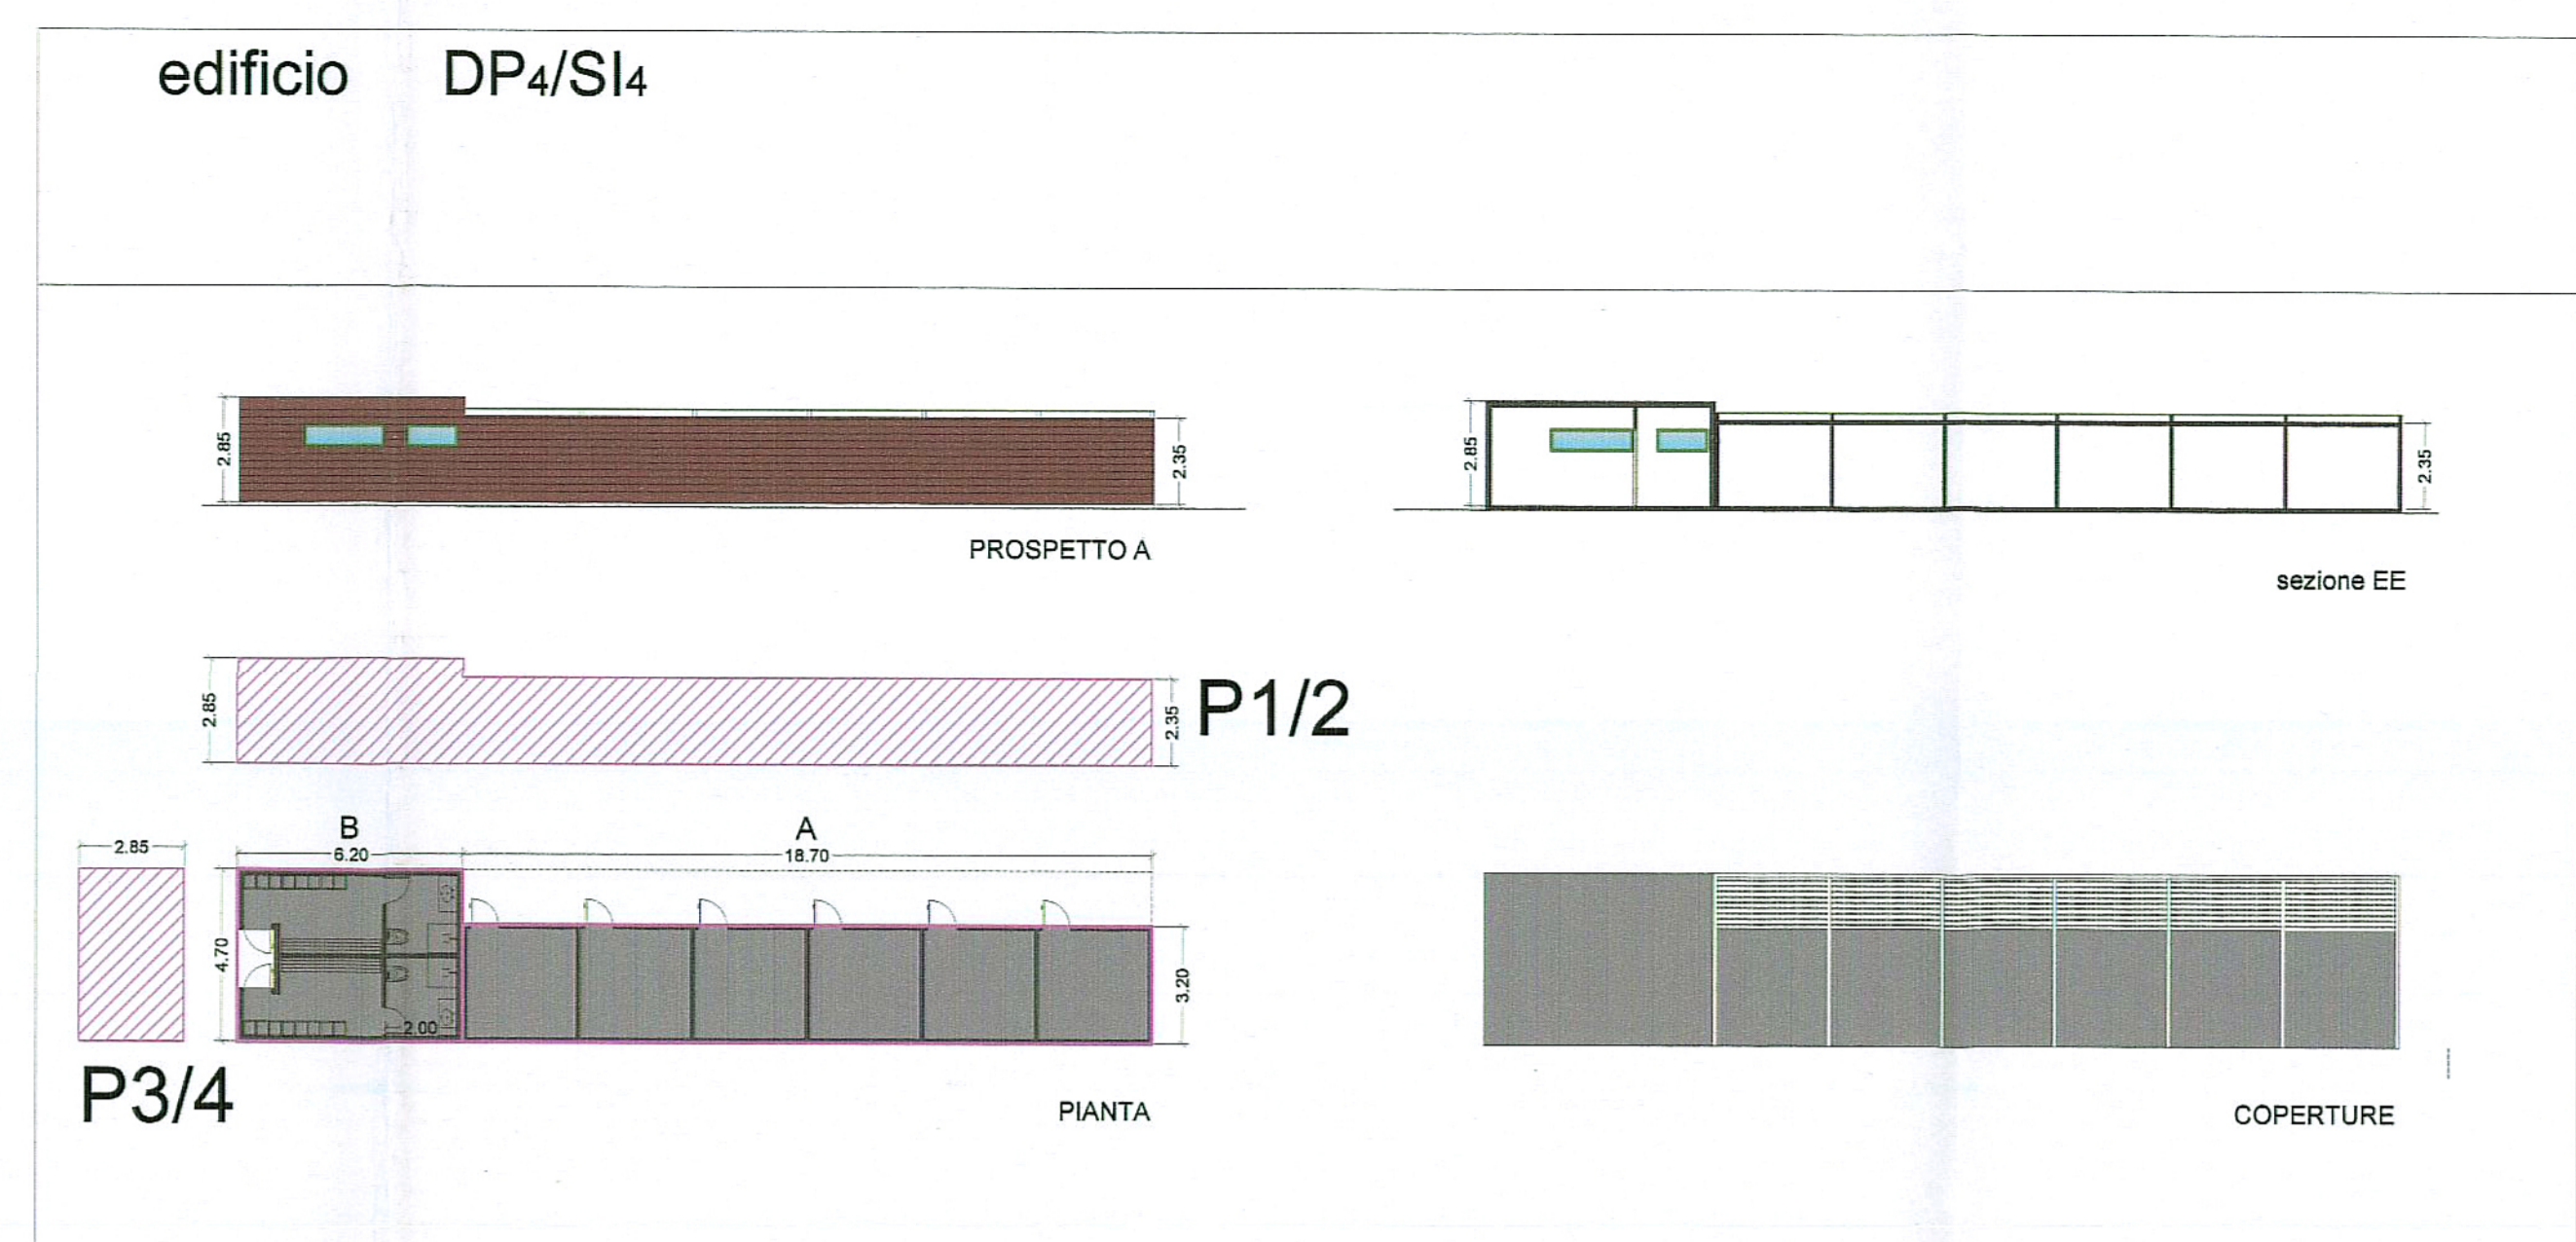 edificio DP4/SI4
2.85
2.35
PROSPETTO A
2.85
2.35
sezione EE
2.85
2.35
P1/2
B
A
2.85
6.20
18.70
4.70
2.00
3.20
P3/4
PIANTA
COPERTURE